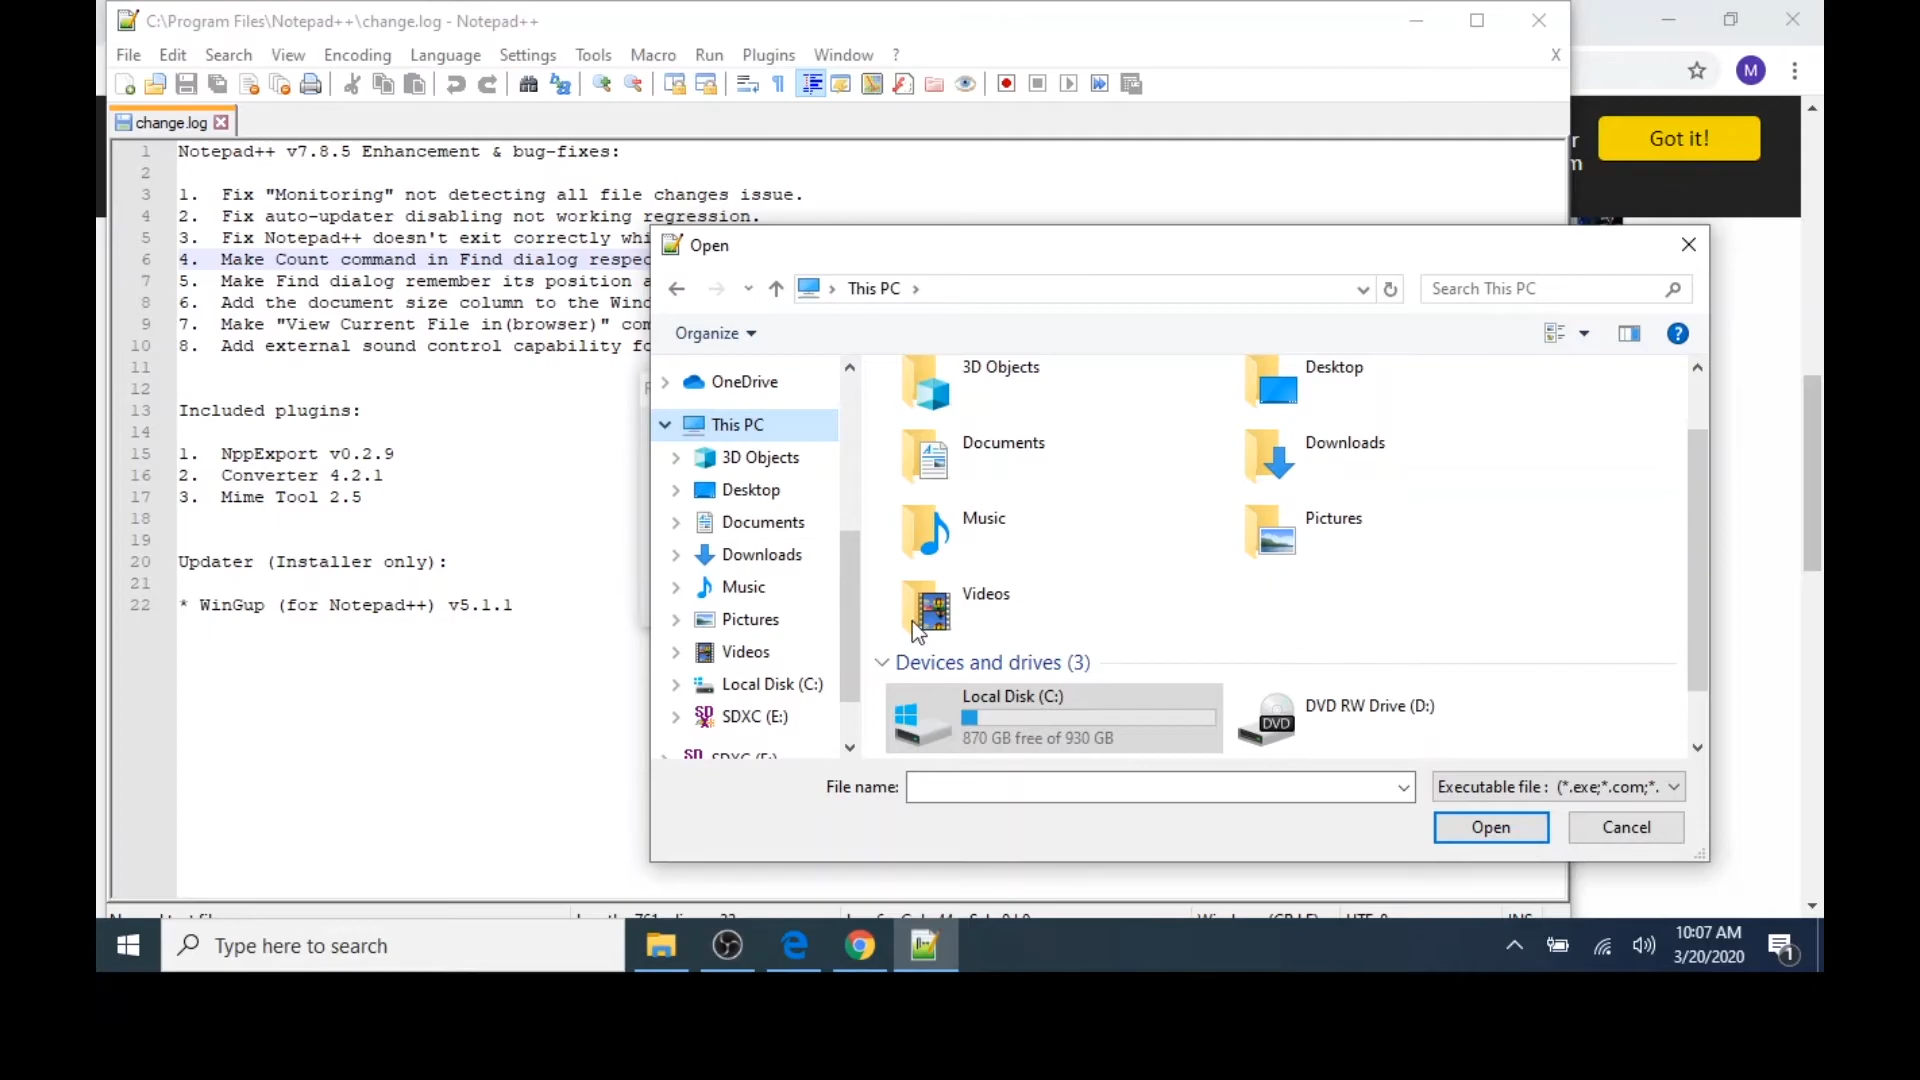 C:\Program Files\Notepad++\change.log - Notepad++
File Edit Search View Encoding Language Settings Tools Macro Run Plugins Window ?
X
M
change.log
Got it!
r
m
1 Notepad++ v7.8.5 Enhancement & bug-fixes:
2
3 1. Fix "Monitoring" not detecting all file changes issue.
4 2. Fix auto-updater disabling not working regression.
5 3. Fix Notepad++ doesn't exit correctly whi
6 4. Make Count command in Find dialog respec
7 5. Make Find dialog remember its position a
8 6. Add the document size column to the Wind
9 7. Make "View Current File in(browser)" com
10 8. Add external sound control capability fo
11
12
13 Included plugins:
14
15 1. NppExport v0.2.9
16 2. Converter 4.2.1
17 3. Mime Tool 2.5
18
19
20 Updater (Installer only):
21
22 * WinGup (for Notepad++) v5.1.1
Open
This PC
Search This PC
Organize
OneDrive
This PC
3D Objects
Desktop
Documents
Downloads
Music
Pictures
Videos
Local Disk (C:)
SDXC (E:)
3D Objects
Desktop
Documents
Downloads
Music
Pictures
Videos
Devices and drives (3)
Local Disk (C:)
870 GB free of 930 GB
DVD RW Drive (D:)
DVD
File name:
Executable file : (*.exe;*.com;*.
Open
Cancel
Type here to search
10:07 AM
3/20/2020
1